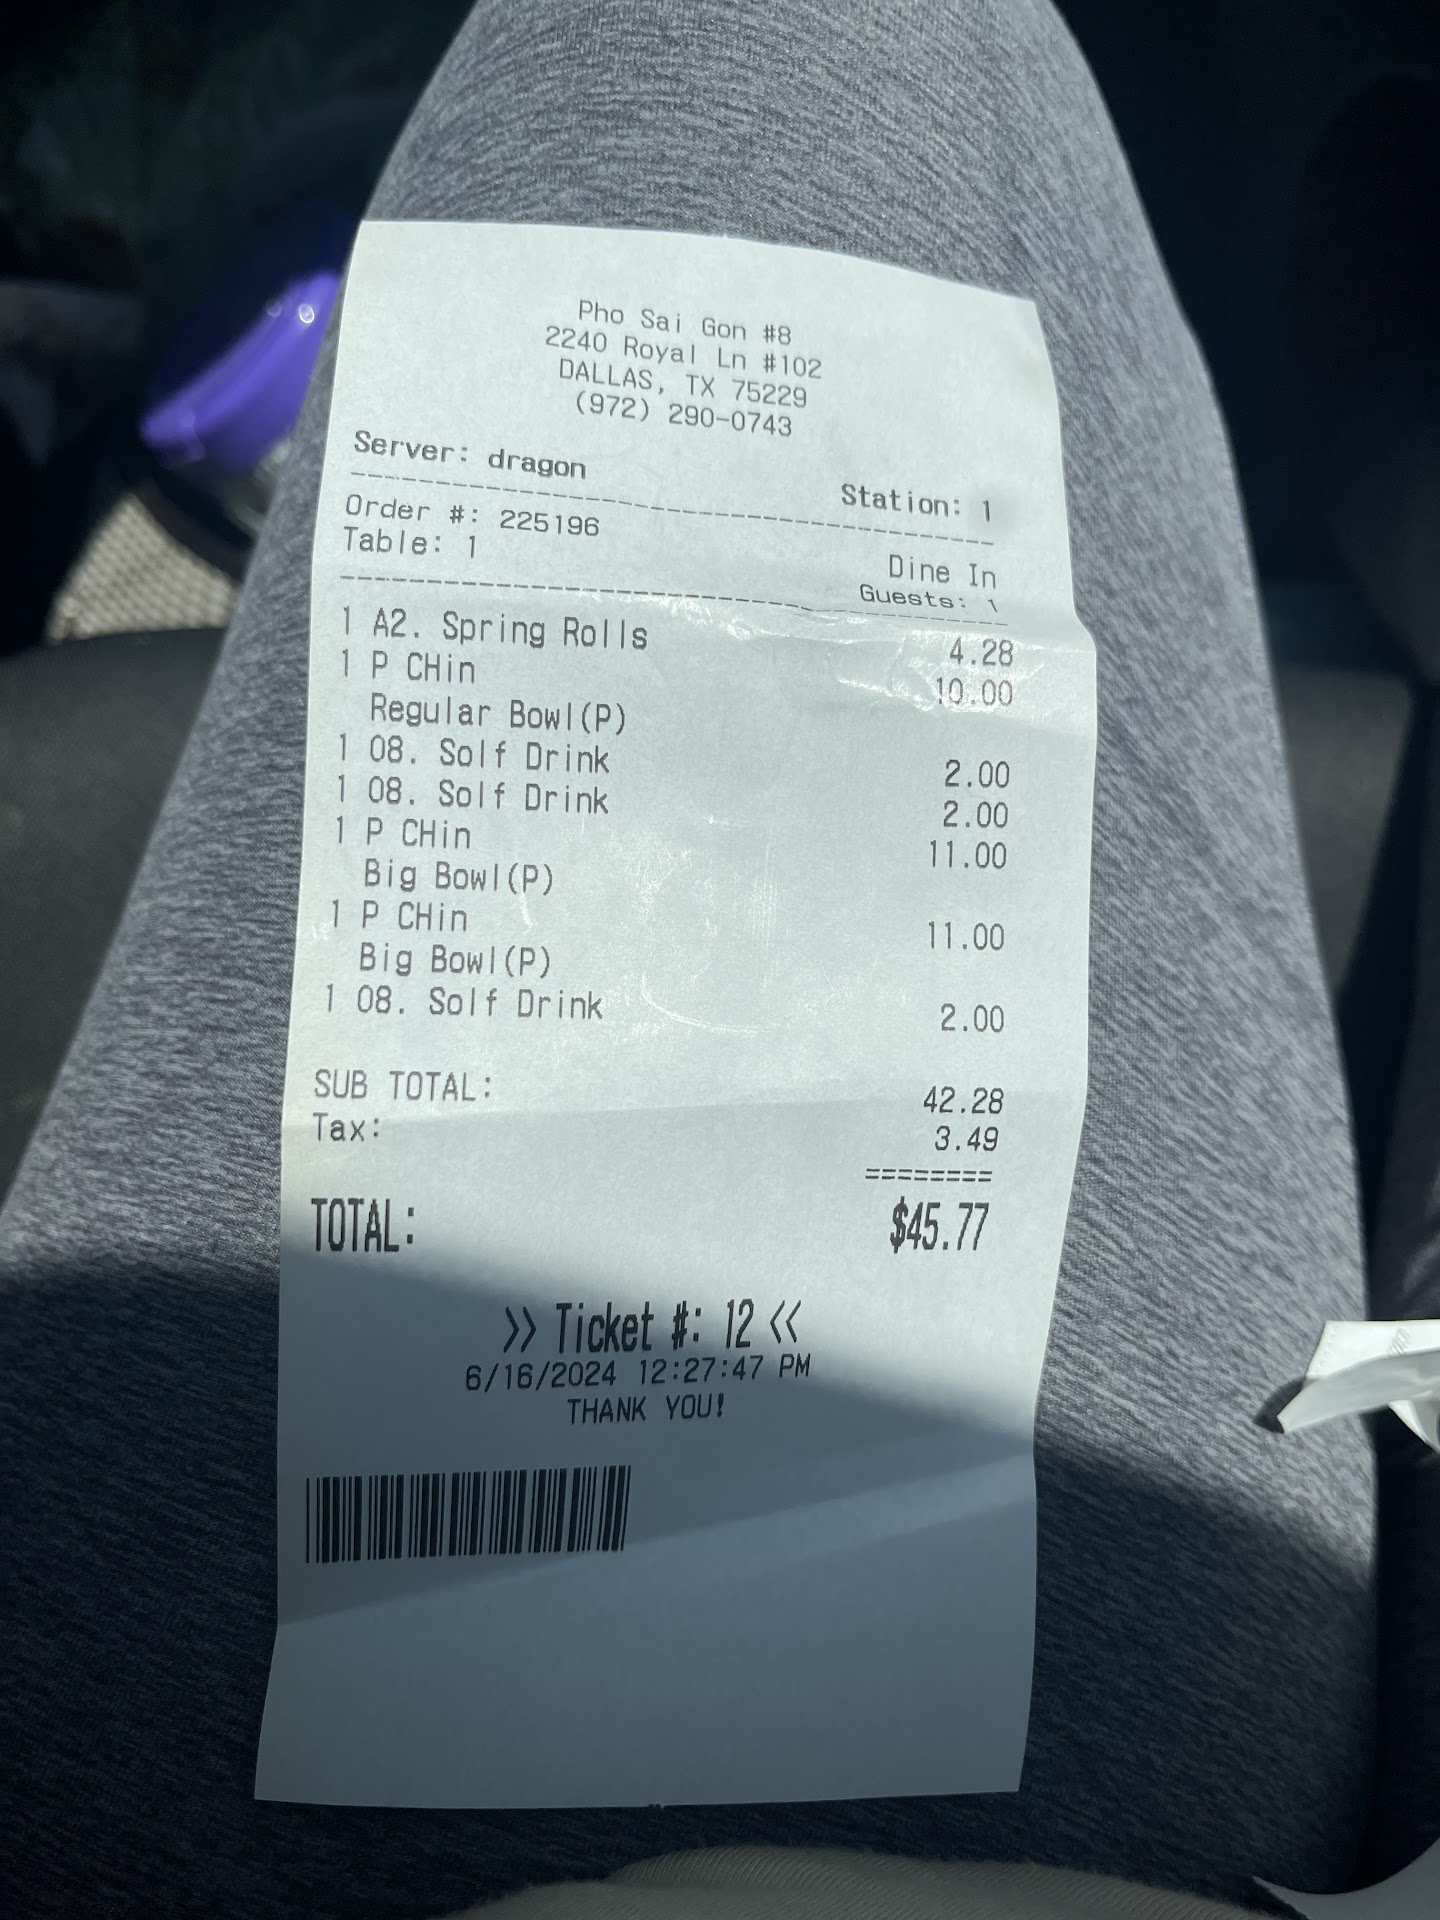 Pho Sai Gon #8
2240 Royal Ln #102
DALLAS, TX 75229
(972) 290-0743
Server: dragon Station: 1
Order #: 225196 Dine In
Table: 1 Guests: 1
1 A2. Spring Rolls 4.28
1 P CHin 10.00
Regular Bowl(P)
1 08. Solf Drink 2.00
1 08. Solf Drink 2.00
1 P CHin 11.00
Big Bowl(P)
1 P CHin 11.00
Big Bowl(P)
1 08. Solf Drink 2.00
SUB TOTAL: 42.28
Tax: 3.49
========
TOTAL: $45.77
>> Ticket #: 12 <<
6/16/2024 12:27:47 PM
THANK YOU!